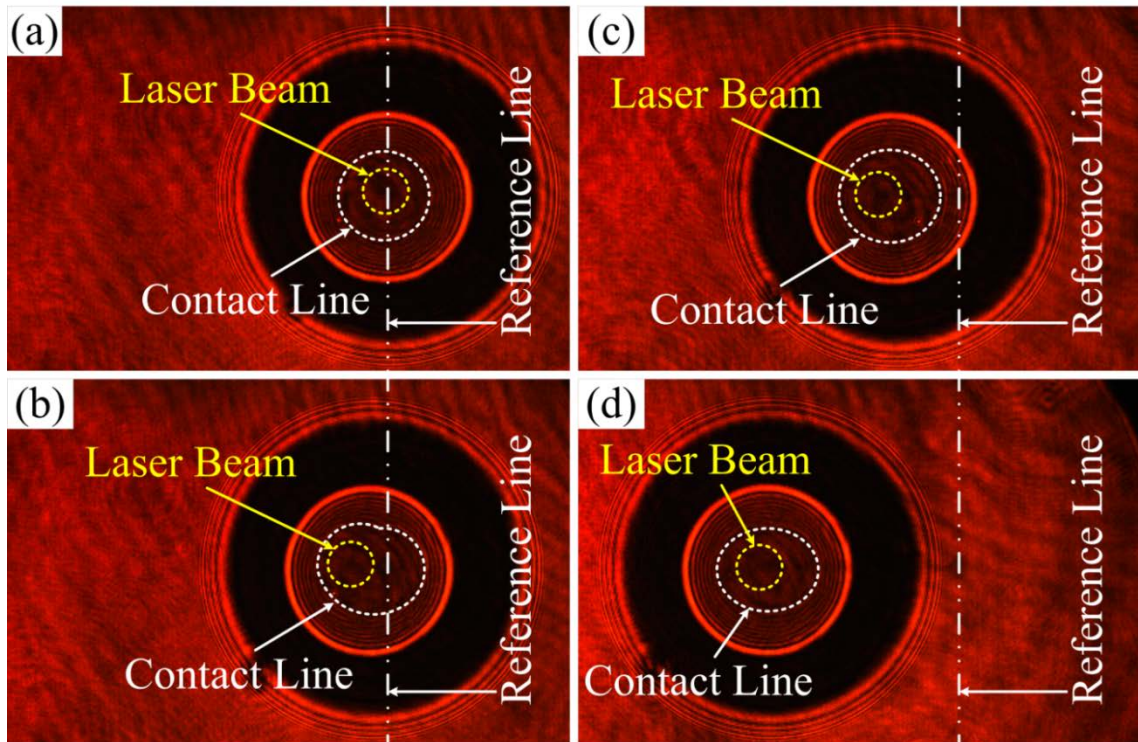 (a)
Laser Beam
Contact Line
Reference Line
(c)
Laser Beam
Contact Line
Reference Line
(b)
Laser Beam
Contact Line
Reference Line
(d)
Laser Beam
Contact Line
Reference Line